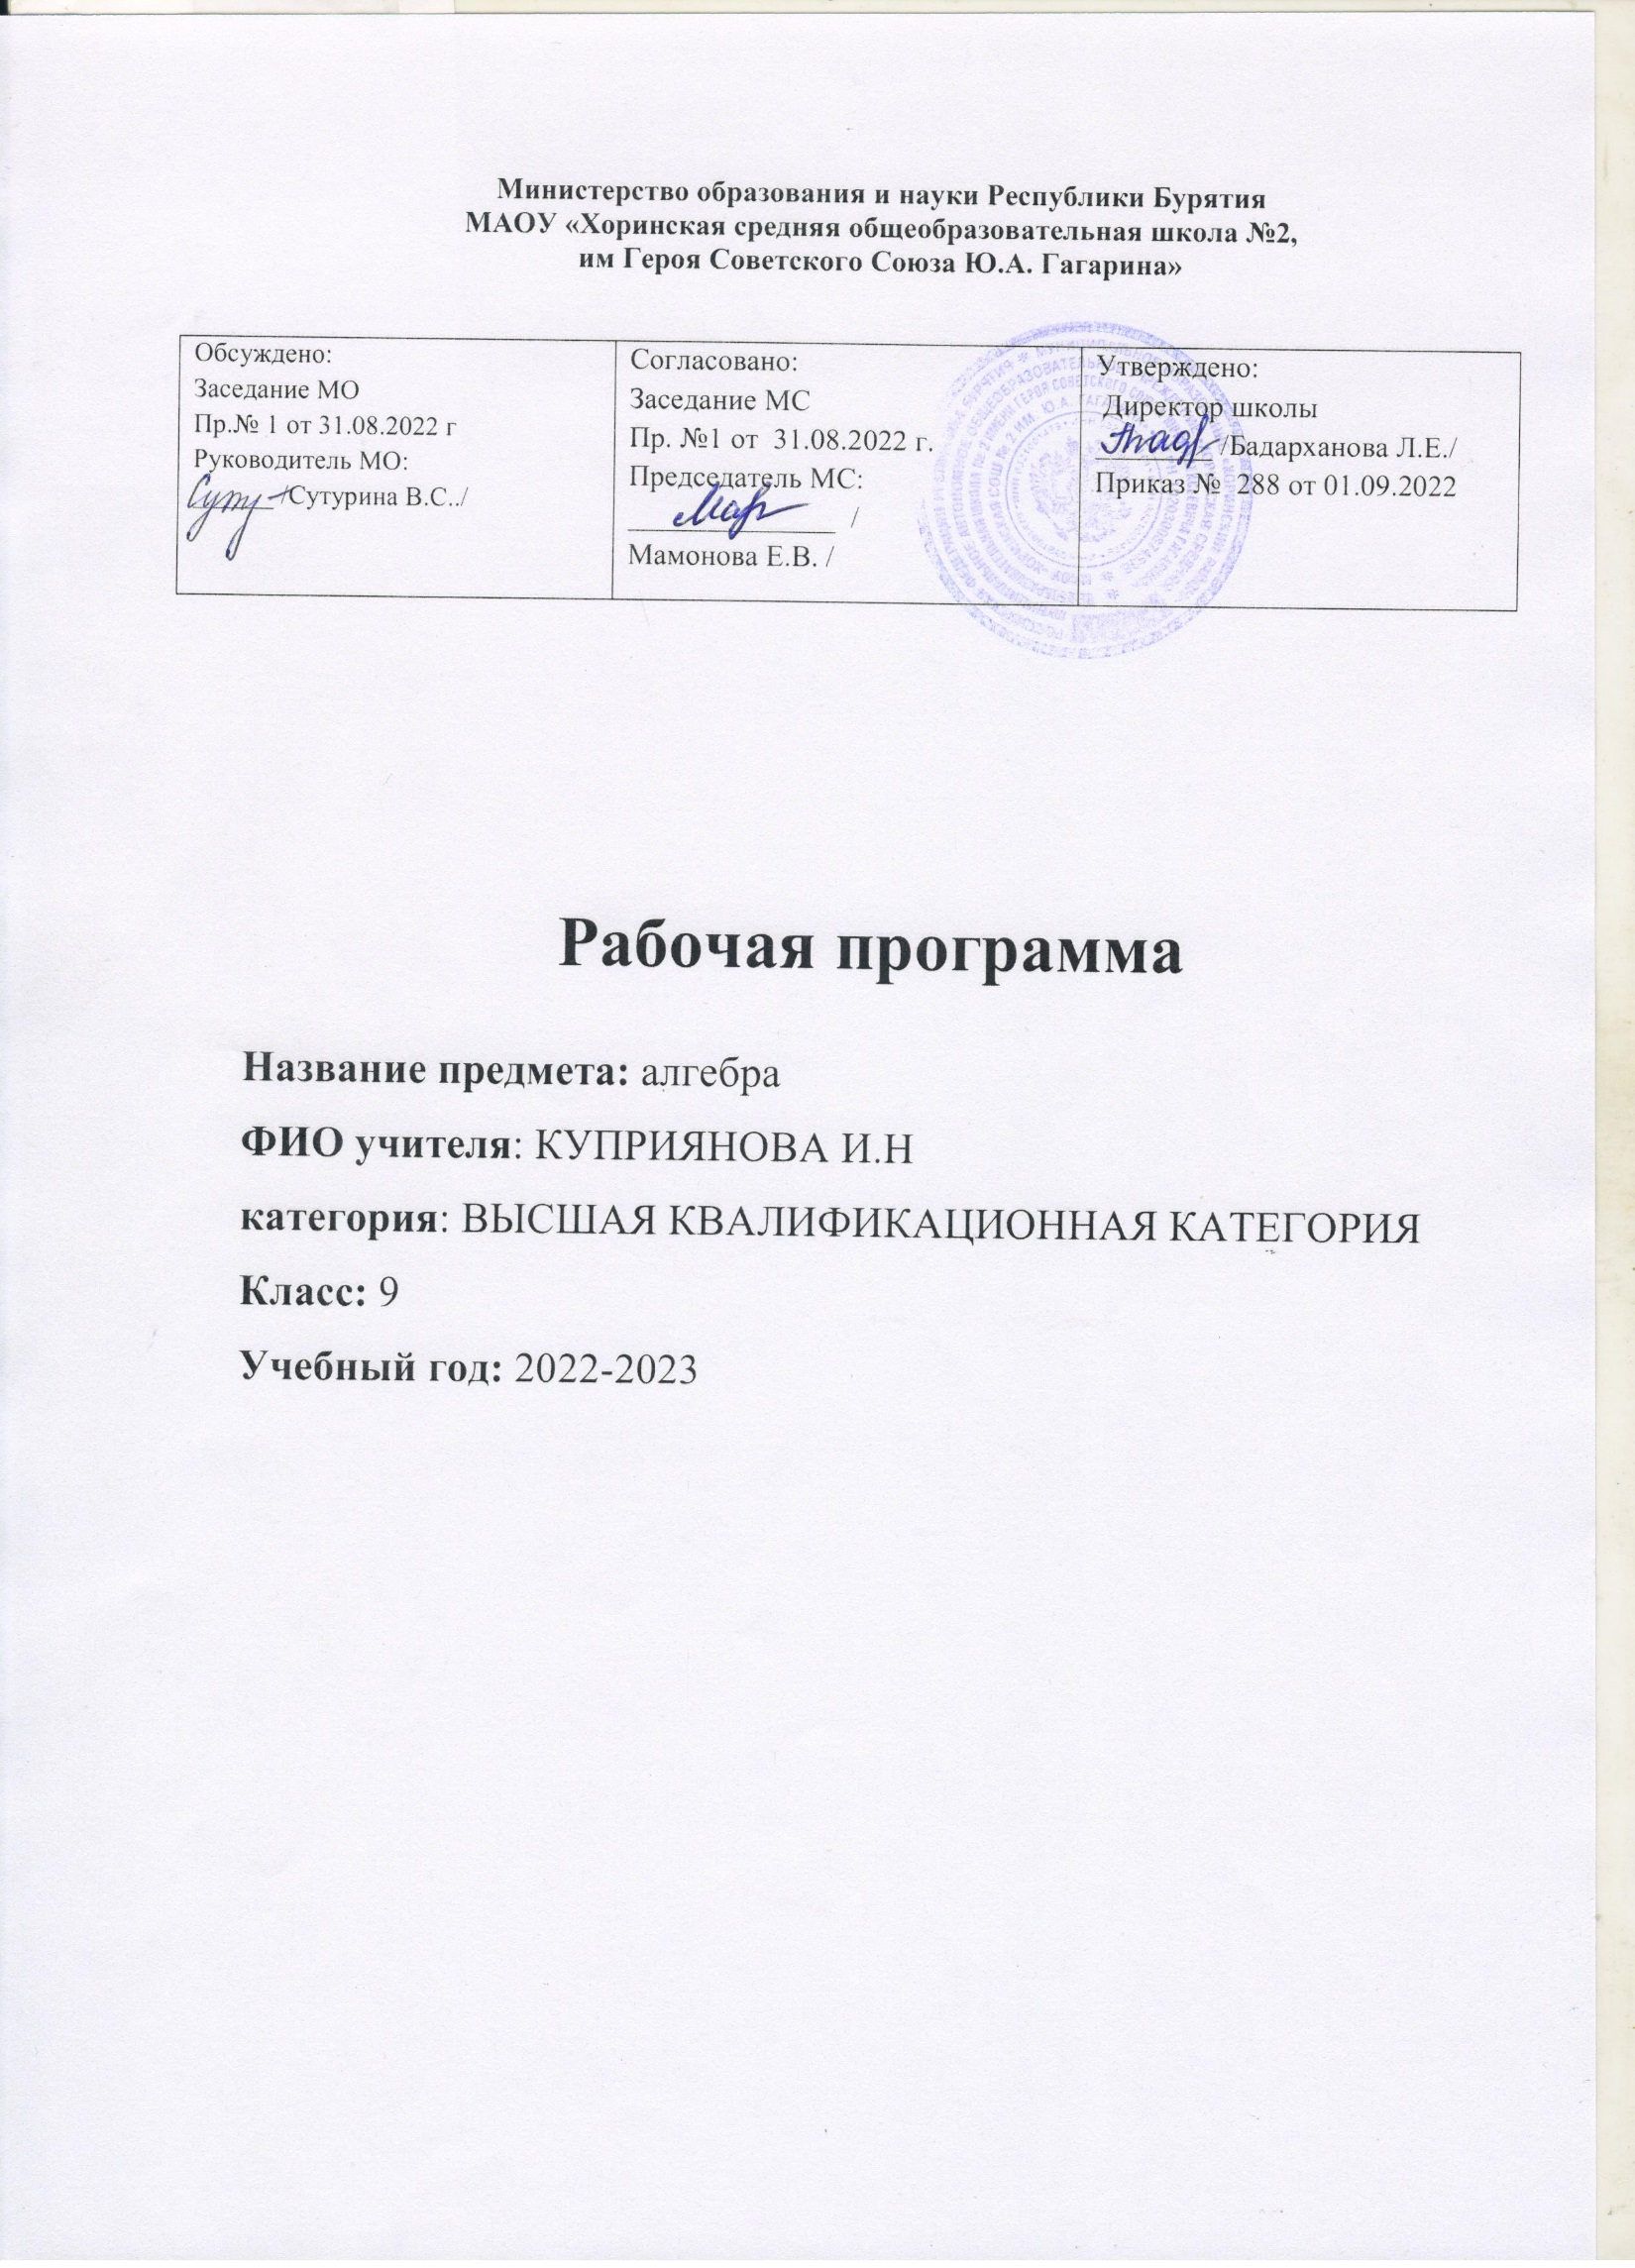 Министерство образования и науки Республики Бурятия
МАОУ «Хоринская средняя общеобразовательная школа №2,
им Героя Советского Союза Ю.А. Гагарина»
Обсуждено:
Заседание МО
Пр.№ 1 от 31.08.2022 г
Руководитель МО:
/Сутурина В.С../
Согласовано:
Заседание МС
Пр. №1 от 31.08.2022 г.
Председатель МС:
/
Мамонова Е.В. /
Утверждено:
Директор школы
/Бадарханова Л.Е./
Приказ № 288 от 01.09.2022
Рабочая программа
Название предмета: алгебра
ФИО учителя: КУПРИЯНОВА И.Н
категория: ВЫСШАЯ КВАЛИФИКАЦИОННАЯ КАТЕГОРИЯ
Класс: 9
Учебный год: 2022-2023